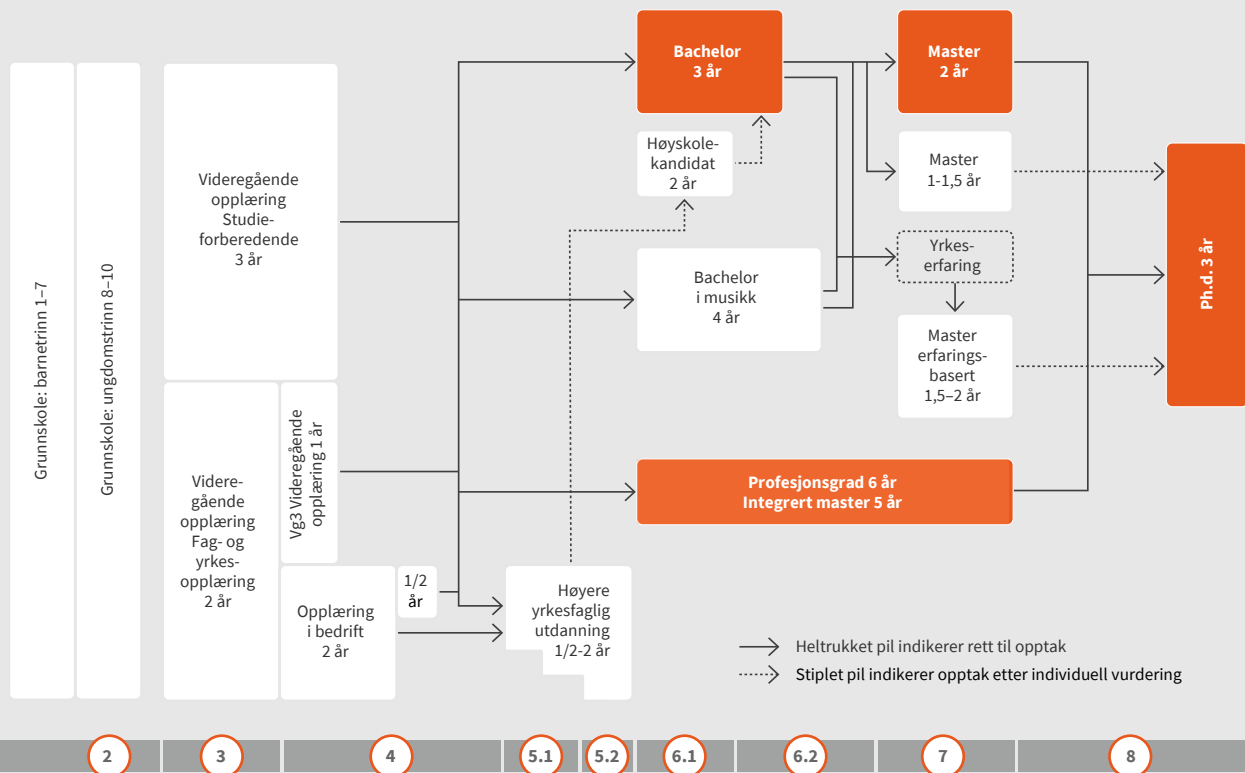 Grunnskole: barnetrinn 1–7
Grunnskole: ungdomstrinn 8–10
Videregående
opplæring
Studie-
forberedende
3 år
Videre-
gående
opplæring
Fag- og
yrkes-
opplæring
2 år
Vg3 Videregående
opplæring 1 år
Opplæring
i bedrift
2 år
1/2
år
Høyere
yrkesfaglig
utdanning
1/2-2 år
Bachelor
3 år
Høyskole-
kandidat
2 år
Bachelor
i musikk
4 år
Master
2 år
Master
1-1,5 år
Yrkes-
erfaring
Master
erfarings-
basert
1,5–2 år
Profesjonsgrad 6 år
Integrert master 5 år
Ph.d. 3 år
Heltrukket pil indikerer rett til opptak
Stiplet pil indikerer opptak etter individuell vurdering
2
3
4
5.1
5.2
6.1
6.2
7
8